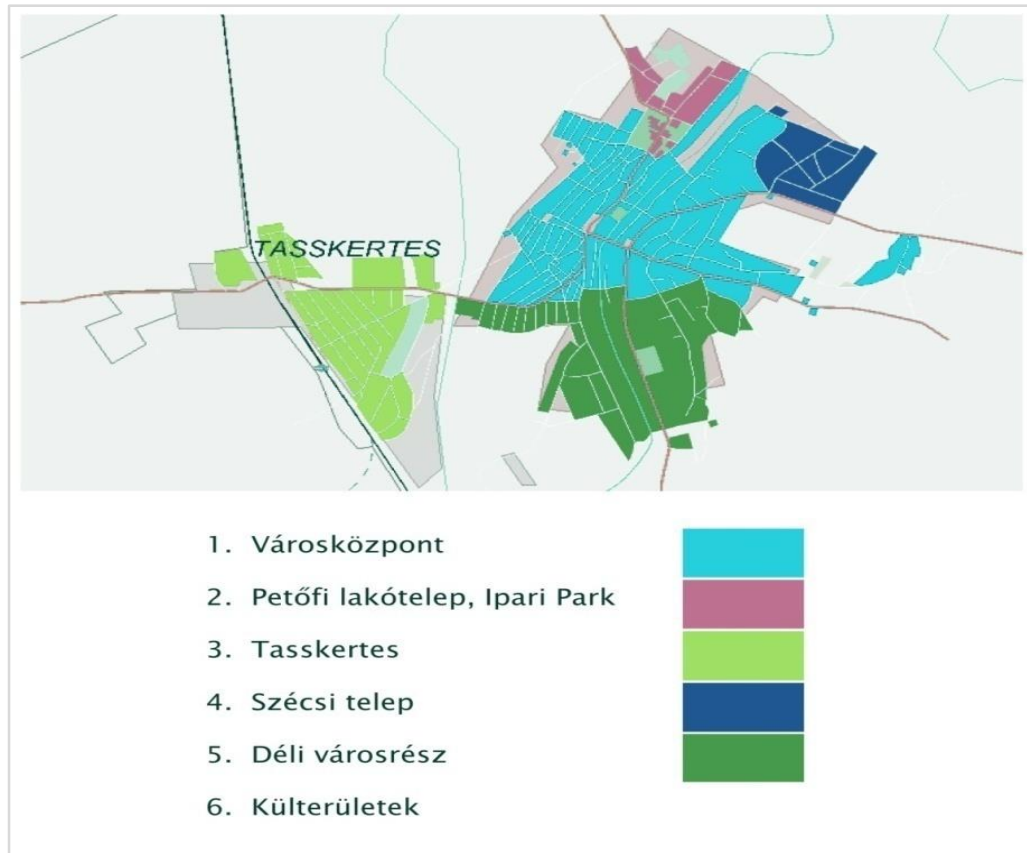 TASSKERTES
1. Városközpont
2. Petőfi lakótelep, Ipari Park
3. Tasskertes
4. Szécsi telep
5. Déli városrész
6. Külterületek